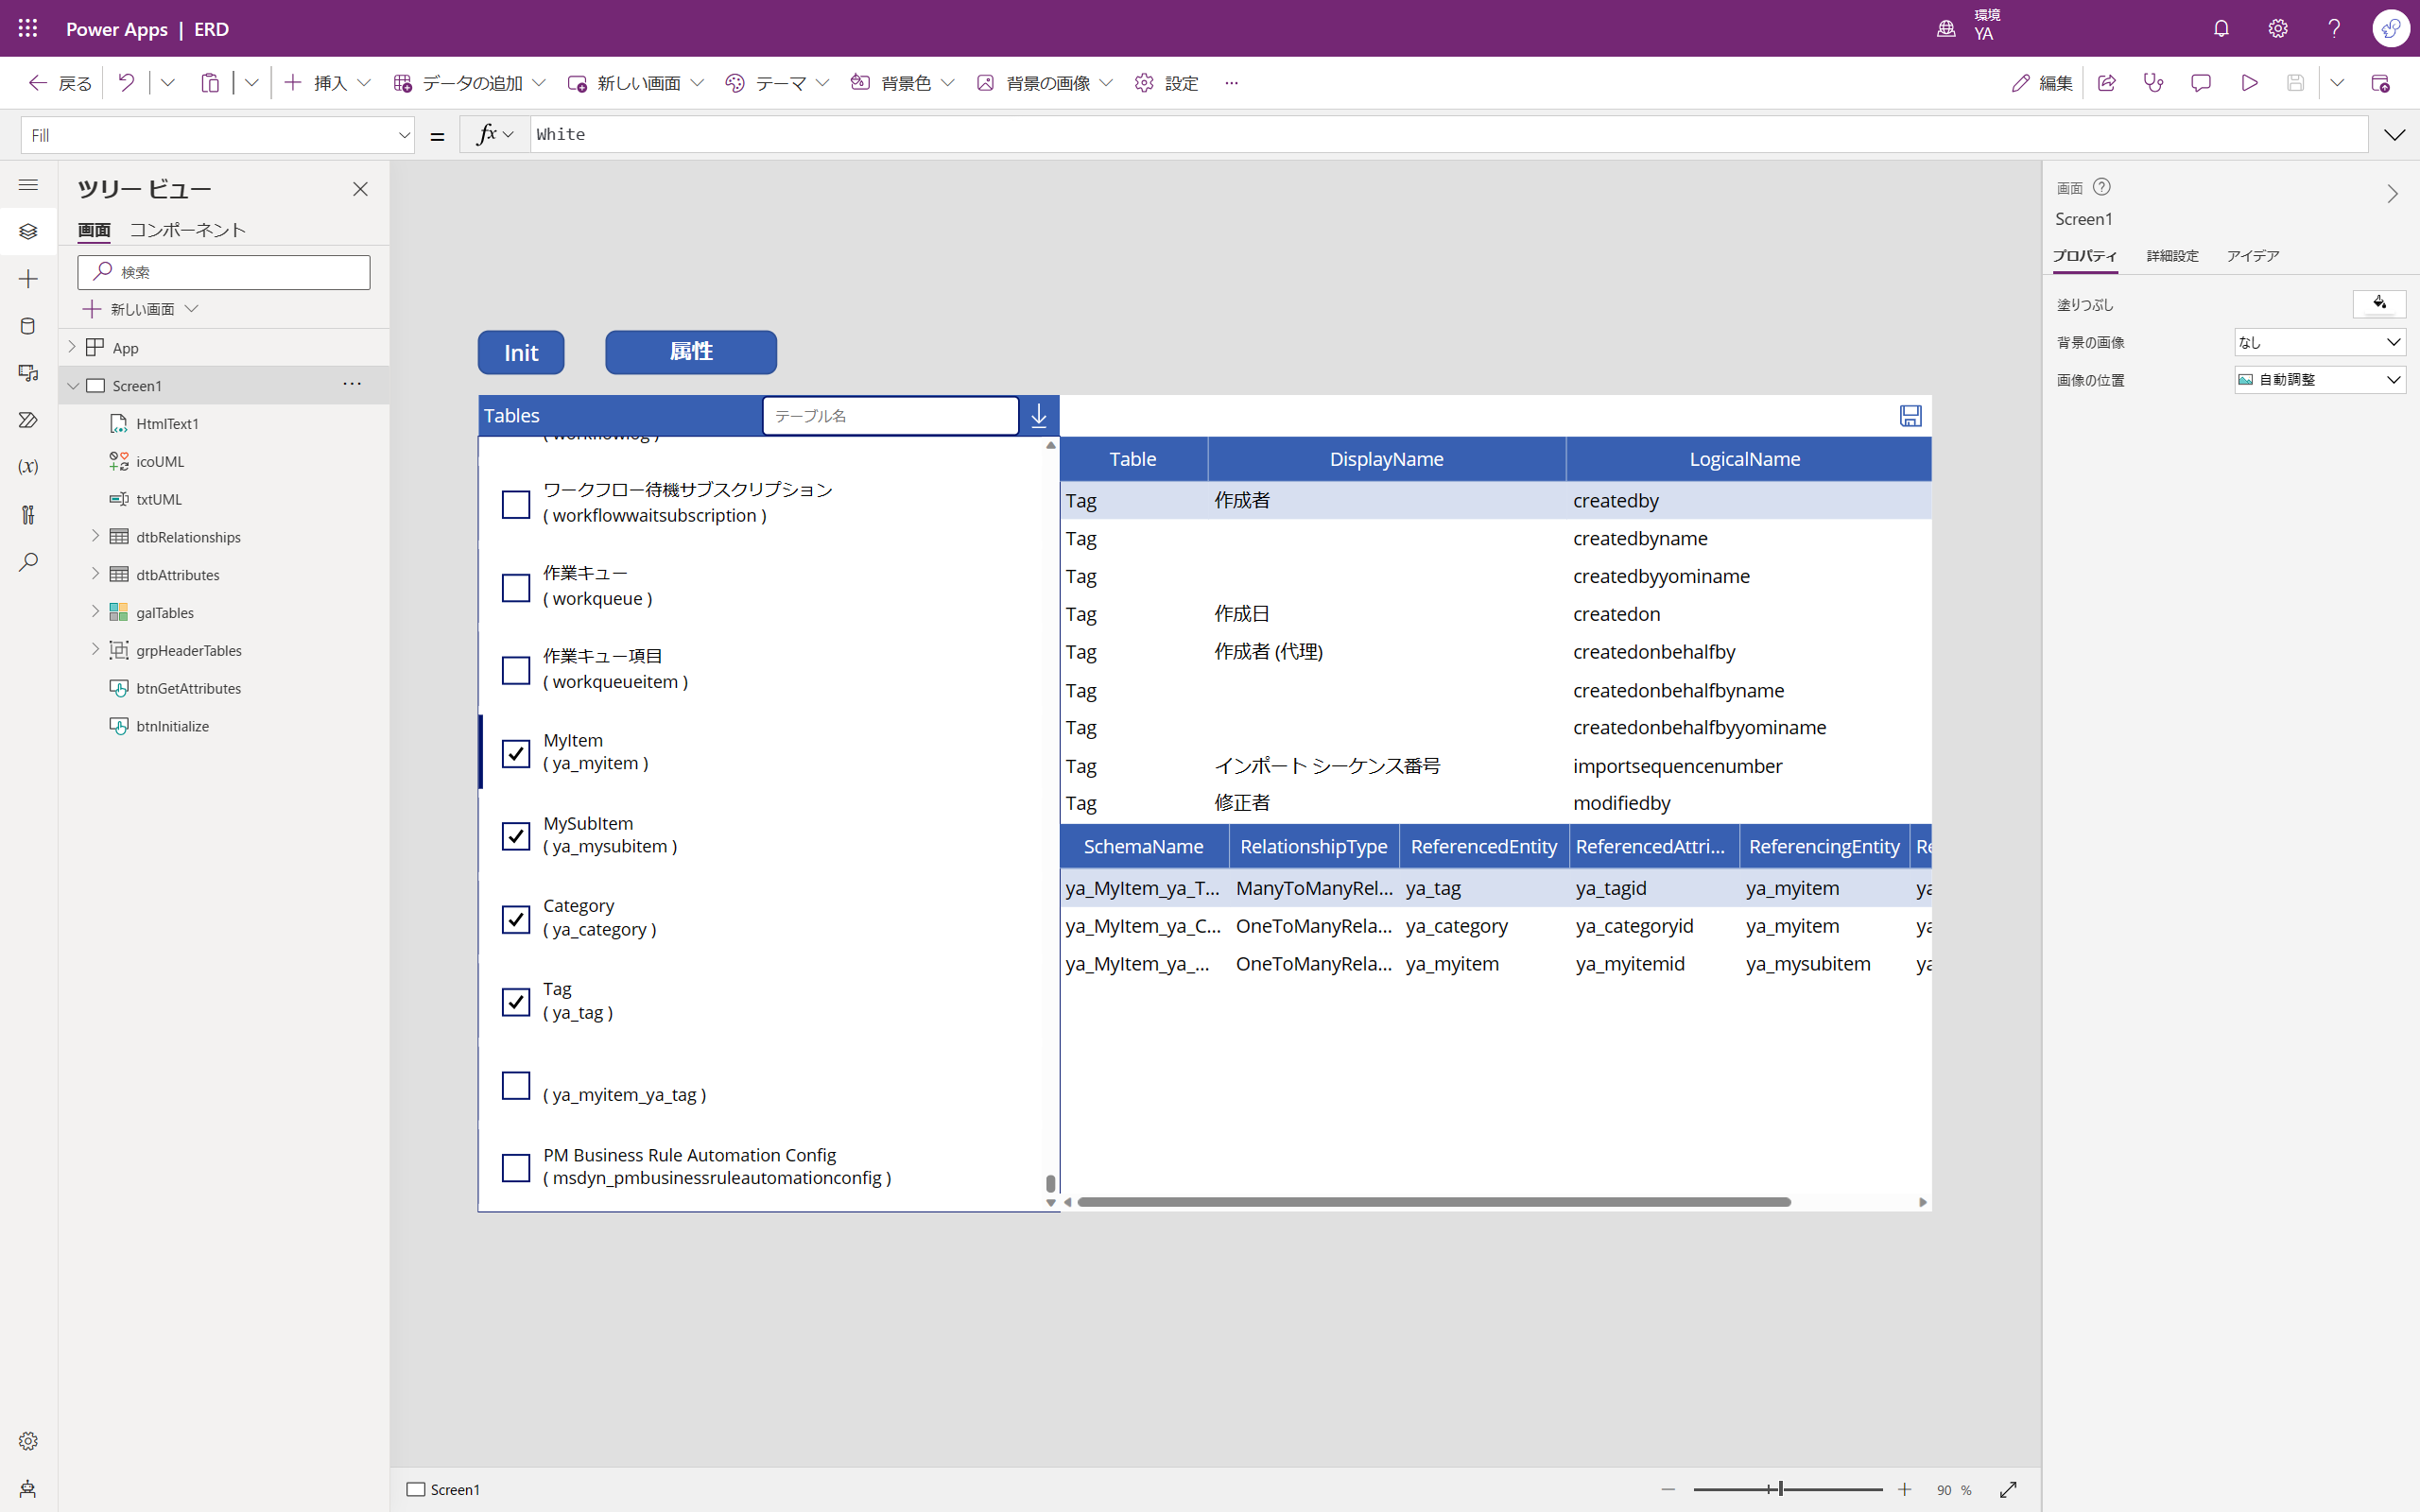 Power Apps | ERD
環境
YA
戻る
挿入
データの追加
新しい画面
テーマ
背景色
背景の画像
設定
...
編集
Fill
=
fx
White
ツリー ビュー
画面
コンポーネント
検索
新しい画面
App
Screen1
...
HtmlText1
icoUML
txtUML
dtbRelationships
dtbAttributes
galTables
grpHeaderTables
btnGetAttributes
btnInitialize
Init
属性
Tables
テーブル名
ワークフロー待機サブスクリプション
( workflowwaitsubscription )
作業キュー
( workqueue )
作業キュー項目
( workqueueitem )
MyItem
( ya_myitem )
MySubItem
( ya_mysubitem )
Category
( ya_category )
Tag
( ya_tag )
( ya_myitem_ya_tag )
PM Business Rule Automation Config
( msdyn_pmbusinessruleautomationconfig )
Table DisplayName LogicalName
Tag 作成者 createdby
Tag createdbyname
Tag createdbyyominame
Tag 作成日 createdon
Tag 作成者 (代理) createdonbehalfby
Tag createdonbehalfbyname
Tag createdonbehalfbyyominame
Tag インポート シーケンス番号 importsequencenumber
Tag 修正者 modifiedby
SchemaName RelationshipType ReferencedEntity ReferencedAttri... ReferencingEntity
ya_MyItem_ya_T... ManyToManyRel... ya_tag ya_tagid ya_myitem
ya_MyItem_ya_C... OneToManyRela... ya_category ya_categoryid ya_myitem
ya_MyItem_ya_... OneToManyRela... ya_myitem ya_myitemid ya_mysubitem
画面
Screen1
プロパティ
詳細設定
アイデア
塗りつぶし
背景の画像
なし
画像の位置
自動調整
Screen1
90 %